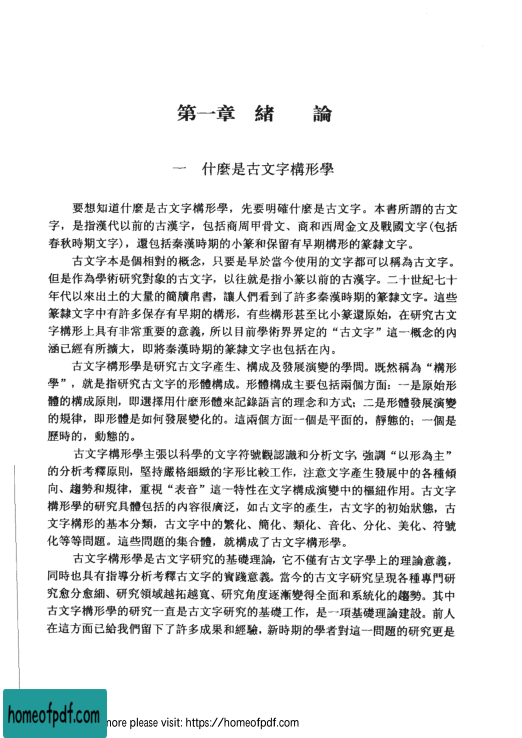 第一章　緒　　論
一　什麼是古文字構形學
要想知道什麼是古文字構形學，先要明確什麼是古文字。本書所謂的古文
字，是指漢代以前的古漢字，包括商周甲骨文、商和西周金文及戰國文字(包括
春秋時期文字)，還包括秦漢時期的小篆和保留有早期構形的篆隸文字。
古文字本是個相對的概念，只要是早於當今使用的文字都可以稱為古文字。
但是作為學術研究對象的古文字，以往就是指小篆以前的古漢字。二十世紀七十
年代以來出土的大量的簡牘帛書，讓人們看到了許多秦漢時期的篆隸文字。這些
篆隸文字中有許多保存有早期的構形，有些構形甚至比小篆還原始，在研究古文
字構形上具有非常重要的意義，所以目前學術界界定的“古文字”這一概念的內
涵已經有所擴大，即將秦漢時期的篆隸文字也包括在內。
古文字構形學是研究古文字產生、構成及發展演變的學問。既然稱為“構形
學”，就是指研究古文字的形體構成。形體構成主要包括兩個方面：一是原始形
體的構成原則，即選擇用什麼形體來記錄語言的理念和方式；二是形體發展演變
的規律，即形體是如何發展變化的。這兩個方面一個是平面的，靜態的；一個是
歷時的，動態的。
古文字構形學主張以科學的文字符號觀認識和分析文字，強調“以形為主”
的分析考釋原則，堅持嚴格細緻的字形比較工作，注意文字產生發展中的各種傾
向、趨勢和規律，重視“表音”這一特性在文字構成演變中的樞紐作用。古文字
構形學的研究具體包括的內容很廣泛，如古文字的產生，古文字的初始狀態，古
文字構形的基本分類，古文字中的繁化、簡化、類化、音化、分化、美化、符號
化等等問題。這些問題的集合體，就構成了古文字構形學。
古文字構形學是古文字研究的基礎理論，它不僅有古文字學上的理論意義，
同時也具有指導分析考釋古文字的實踐意義。當今的古文字研究呈現各種專門研
究愈分愈細、研究領域越拓越寬、研究角度逐漸變得全面和系統化的趨勢。其中
古文字構形學的研究一直是古文字研究的基礎工作，是一項基礎理論建設。前人
在這方面已給我們留下了許多成果和經驗，新時期的學者對這一問題的研究更是
homeofpdf.com
more please visit: https://homeofpdf.com